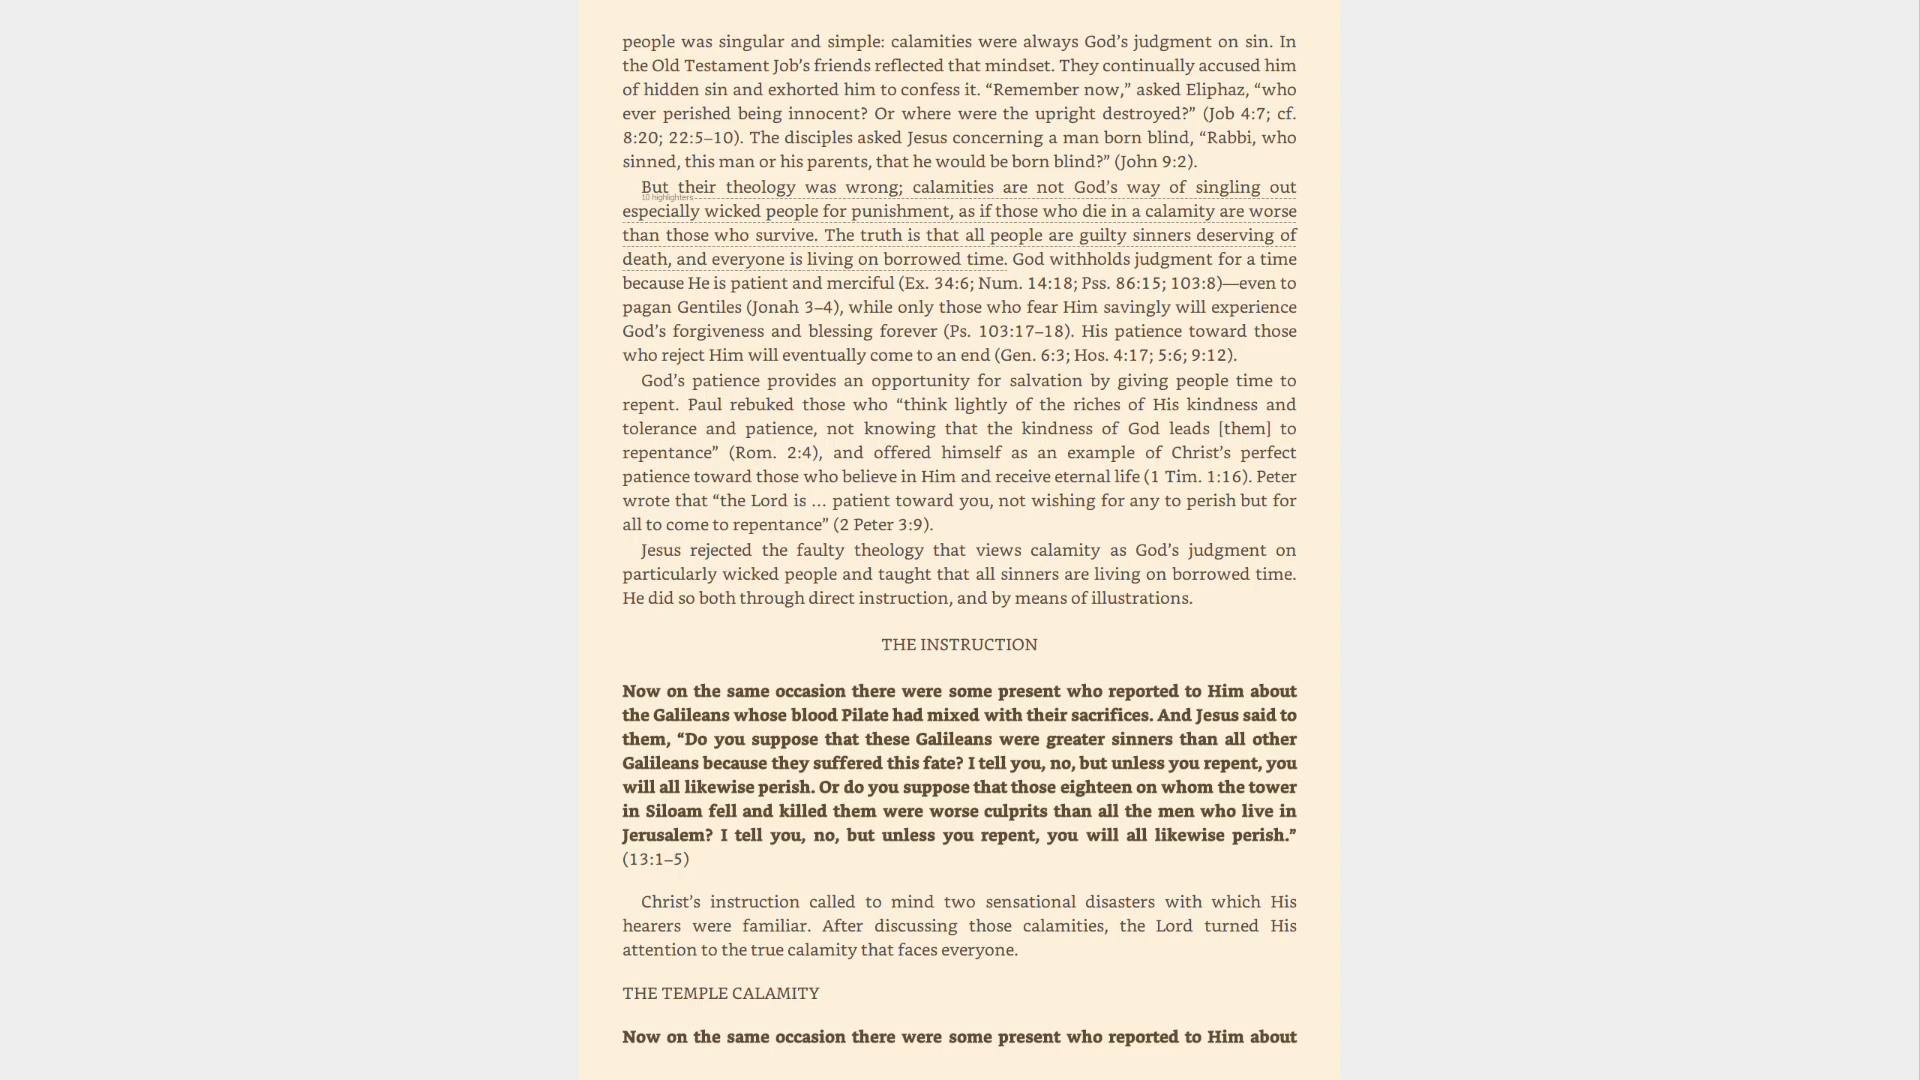 people was singular and simple: calamities were always God’s judgment on sin. In
the Old Testament Job’s friends reflected that mindset. They continually accused him
of hidden sin and exhorted him to confess it. “Remember now,” asked Eliphaz, “who
ever perished being innocent? Or where were the upright destroyed?” (Job 4:7; cf.
8:20; 22:5–10). The disciples asked Jesus concerning a man born blind, “Rabbi, who
sinned, this man or his parents, that he would be born blind?” (John 9:2).
But their theology was wrong; calamities are not God’s way of singling out
10 highlighters
especially wicked people for punishment, as if those who die in a calamity are worse
than those who survive. The truth is that all people are guilty sinners deserving of
death, and everyone is living on borrowed time. God withholds judgment for a time
because He is patient and merciful (Ex. 34:6; Num. 14:18; Pss. 86:15; 103:8)—even to
pagan Gentiles (Jonah 3–4), while only those who fear Him savingly will experience
God’s forgiveness and blessing forever (Ps. 103:17–18). His patience toward those
who reject Him will eventually come to an end (Gen. 6:3; Hos. 4:17; 5:6; 9:12).
God’s patience provides an opportunity for salvation by giving people time to
repent. Paul rebuked those who “think lightly of the riches of His kindness and
tolerance and patience, not knowing that the kindness of God leads [them] to
repentance” (Rom. 2:4), and offered himself as an example of Christ’s perfect
patience toward those who believe in Him and receive eternal life (1 Tim. 1:16). Peter
wrote that “the Lord is … patient toward you, not wishing for any to perish but for
all to come to repentance” (2 Peter 3:9).
Jesus rejected the faulty theology that views calamity as God’s judgment on
particularly wicked people and taught that all sinners are living on borrowed time.
He did so both through direct instruction, and by means of illustrations.
THE INSTRUCTION
Now on the same occasion there were some present who reported to Him about
the Galileans whose blood Pilate had mixed with their sacrifices. And Jesus said to
them, “Do you suppose that these Galileans were greater sinners than all other
Galileans because they suffered this fate? I tell you, no, but unless you repent, you
will all likewise perish. Or do you suppose that those eighteen on whom the tower
in Siloam fell and killed them were worse culprits than all the men who live in
Jerusalem? I tell you, no, but unless you repent, you will all likewise perish.”
(13:1–5)
Christ’s instruction called to mind two sensational disasters with which His
hearers were familiar. After discussing those calamities, the Lord turned His
attention to the true calamity that faces everyone.
THE TEMPLE CALAMITY
Now on the same occasion there were some present who reported to Him about